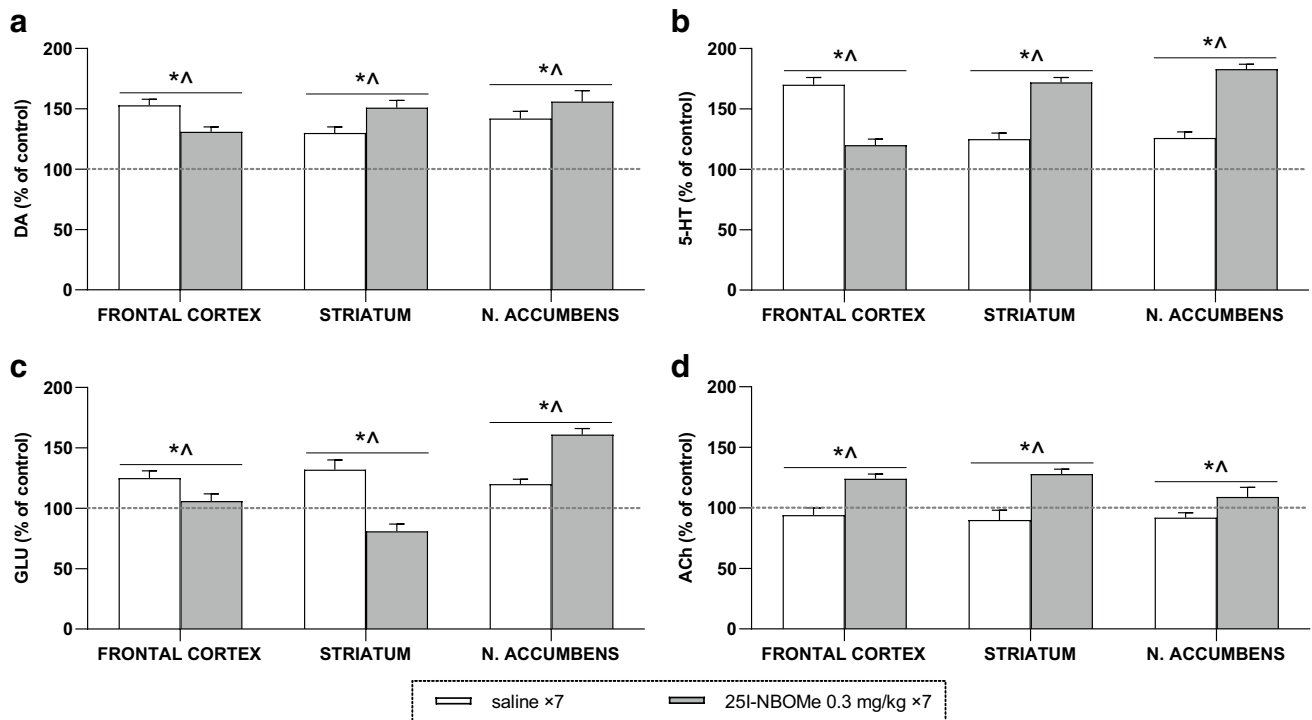 a
DA (% of control)
200
150
100
50
0
*^
*^
*^
FRONTAL CORTEX
STRIATUM
N. ACCUMBENS
b
5-HT (% of control)
200
150
100
50
0
*^
*^
*^
FRONTAL CORTEX
STRIATUM
N. ACCUMBENS
c
GLU (% of control)
200
150
100
50
0
*^
*^
*^
FRONTAL CORTEX
STRIATUM
N. ACCUMBENS
d
ACh (% of control)
200
150
100
50
0
*^
*^
*^
FRONTAL CORTEX
STRIATUM
N. ACCUMBENS
saline ×7
25I-NBOMe 0.3 mg/kg ×7